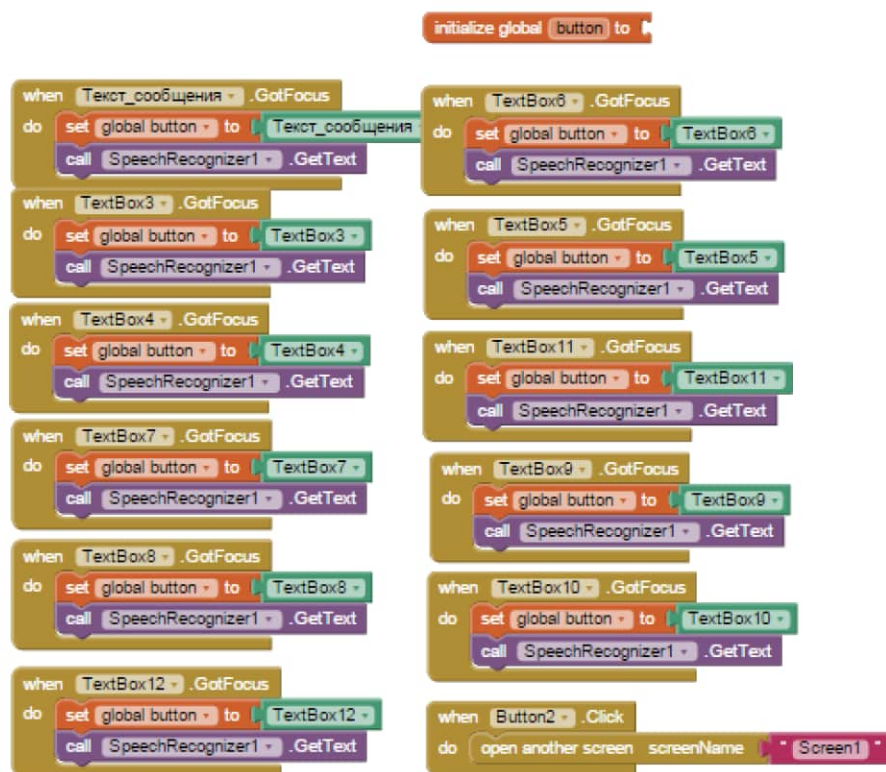 initialize global button to
when Текст_сообщения .GotFocus
do set global button to Текст_сообщения
call SpeechRecognizer1 .GetText
when TextBox3 .GotFocus
do set global button to TextBox3
call SpeechRecognizer1 .GetText
when TextBox4 .GotFocus
do set global button to TextBox4
call SpeechRecognizer1 .GetText
when TextBox7 .GotFocus
do set global button to TextBox7
call SpeechRecognizer1 .GetText
when TextBox8 .GotFocus
do set global button to TextBox8
call SpeechRecognizer1 .GetText
when TextBox12 .GotFocus
do set global button to TextBox12
call SpeechRecognizer1 .GetText
when TextBox6 .GotFocus
do set global button to TextBox6
call SpeechRecognizer1 .GetText
when TextBox5 .GotFocus
do set global button to TextBox5
call SpeechRecognizer1 .GetText
when TextBox11 .GotFocus
do set global button to TextBox11
call SpeechRecognizer1 .GetText
when TextBox9 .GotFocus
do set global button to TextBox9
call SpeechRecognizer1 .GetText
when TextBox10 .GotFocus
do set global button to TextBox10
call SpeechRecognizer1 .GetText
when Button2 .Click
do open another screen screenName " Screen1 "